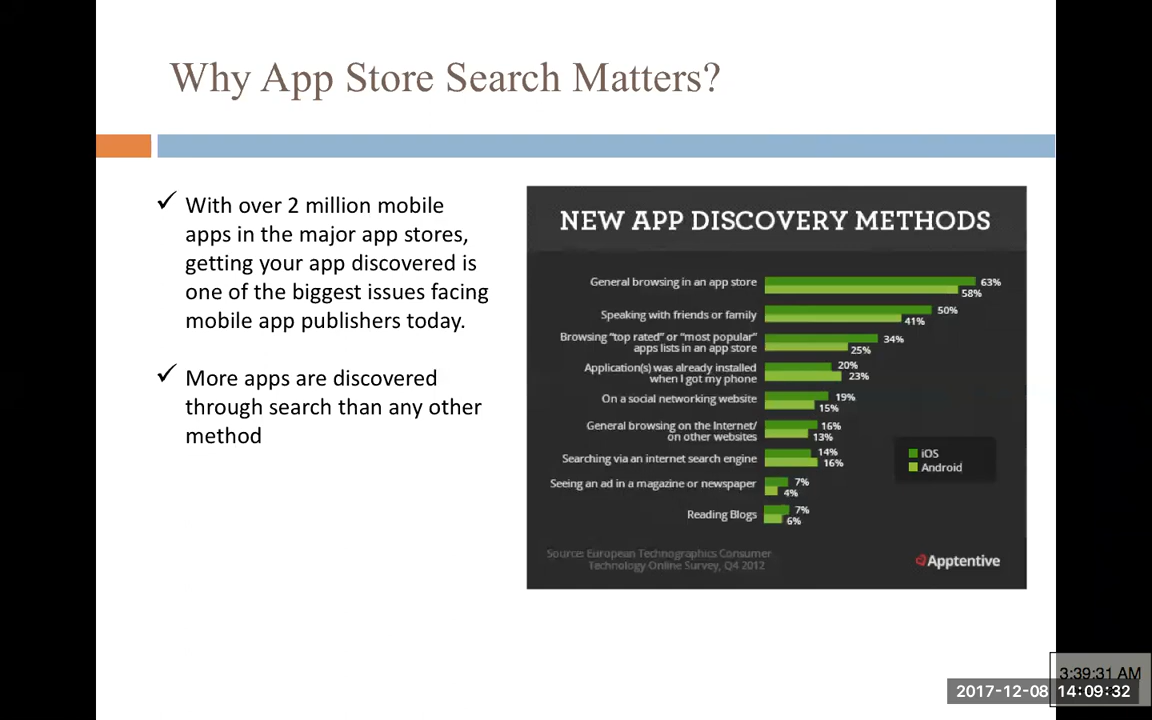 Why App Store Search Matters?
✓ With over 2 million mobile
apps in the major app stores,
getting your app discovered is
one of the biggest issues facing
mobile app publishers today.
✓ More apps are discovered
through search than any other
method
NEW APP DISCOVERY METHODS
General browsing in an app store
63%
58%
Speaking with friends or family
50%
41%
Browsing “top rated” or “most popular”
apps lists in an app store
34%
25%
Application(s) was already installed
when I got my phone
20%
23%
On a social networking website
19%
15%
General browsing on the Internet/
on other websites
16%
13%
Searching via an internet search engine
14%
16%
Seeing an ad in a magazine or newspaper
7%
4%
Reading Blogs
7%
6%
iOS
Android
Source: European Technographics Consumer
Technology Online Survey, Q4 2012
Apptentive
3:39:31 AM
2017-12-08 14:09:32